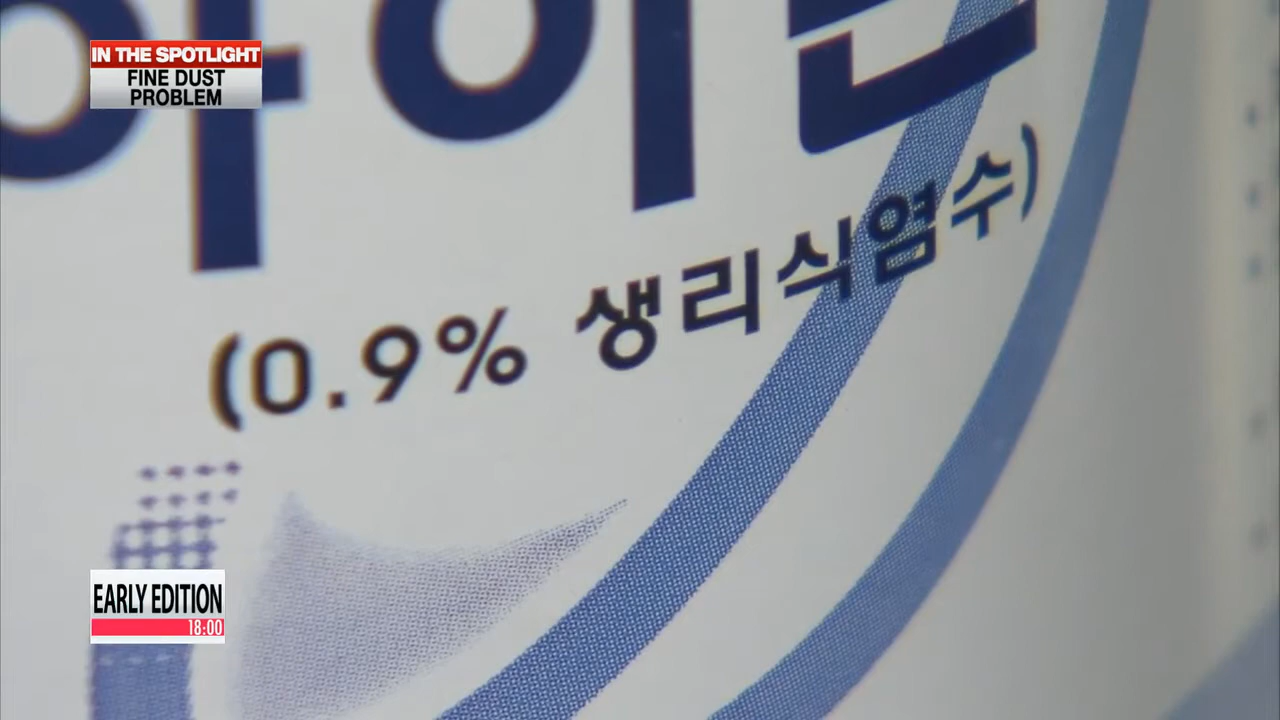 IN THE SPOTLIGHT
FINE DUST
PROBLEM
(0.9% 생리식염수)
EARLY EDITION
18:00